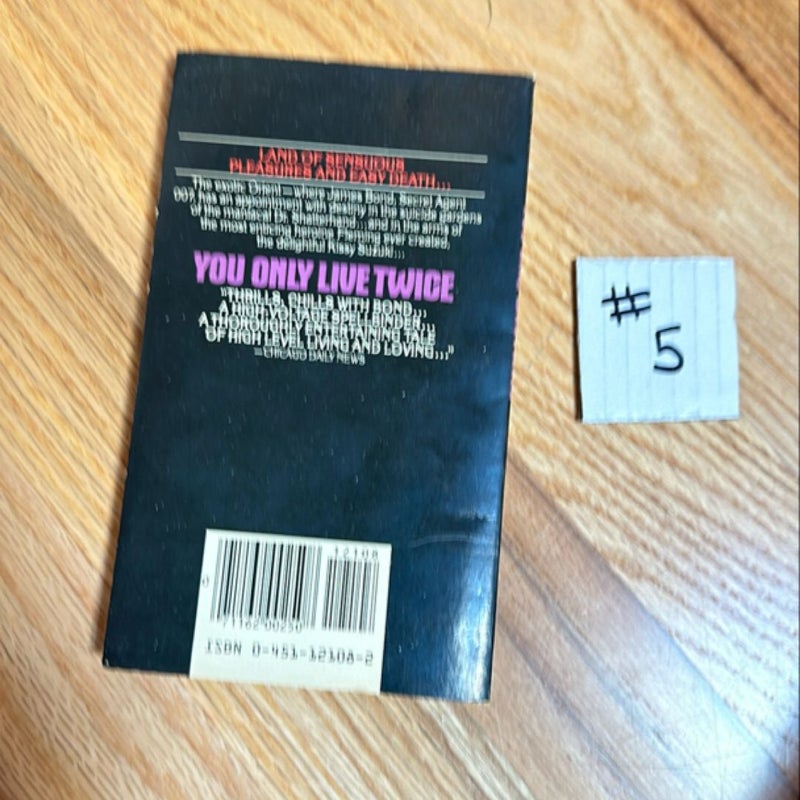 LAND OF SENSUOUS
PLEASURES AND EASY DEATH...
The exotic Orient—where James Bond, Secret Agent
007, has an appointment with destiny in the suicide gardens
of the maniacal Dr. Shatterhand...and in the arms of
the most enticing heroine Fleming ever created,
the delightful Kissy Suzuki...
YOU ONLY LIVE TWICE
"THRILLS, CHILLS WITH BOND...
A HIGH-VOLTAGE SPELLBINDER...
A THOROUGHLY ENTERTAINING TALE
OF HIGH LEVEL LIVING AND LOVING..."
—CHICAGO DAILY NEWS
12108
0
71162 00250
ISBN 0-451-12108-2
#
5